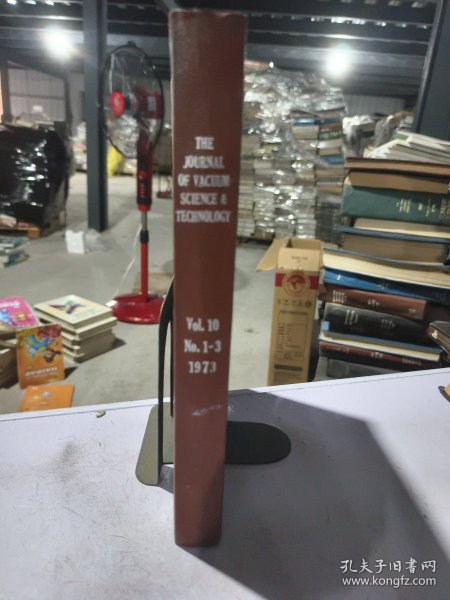 THE
JOURNAL
OF VACUUM
SCIENCE &
TECHNOLOGY
Vol. 10
No. 1-3
1973
孔夫子旧书网
www.kongfz.com